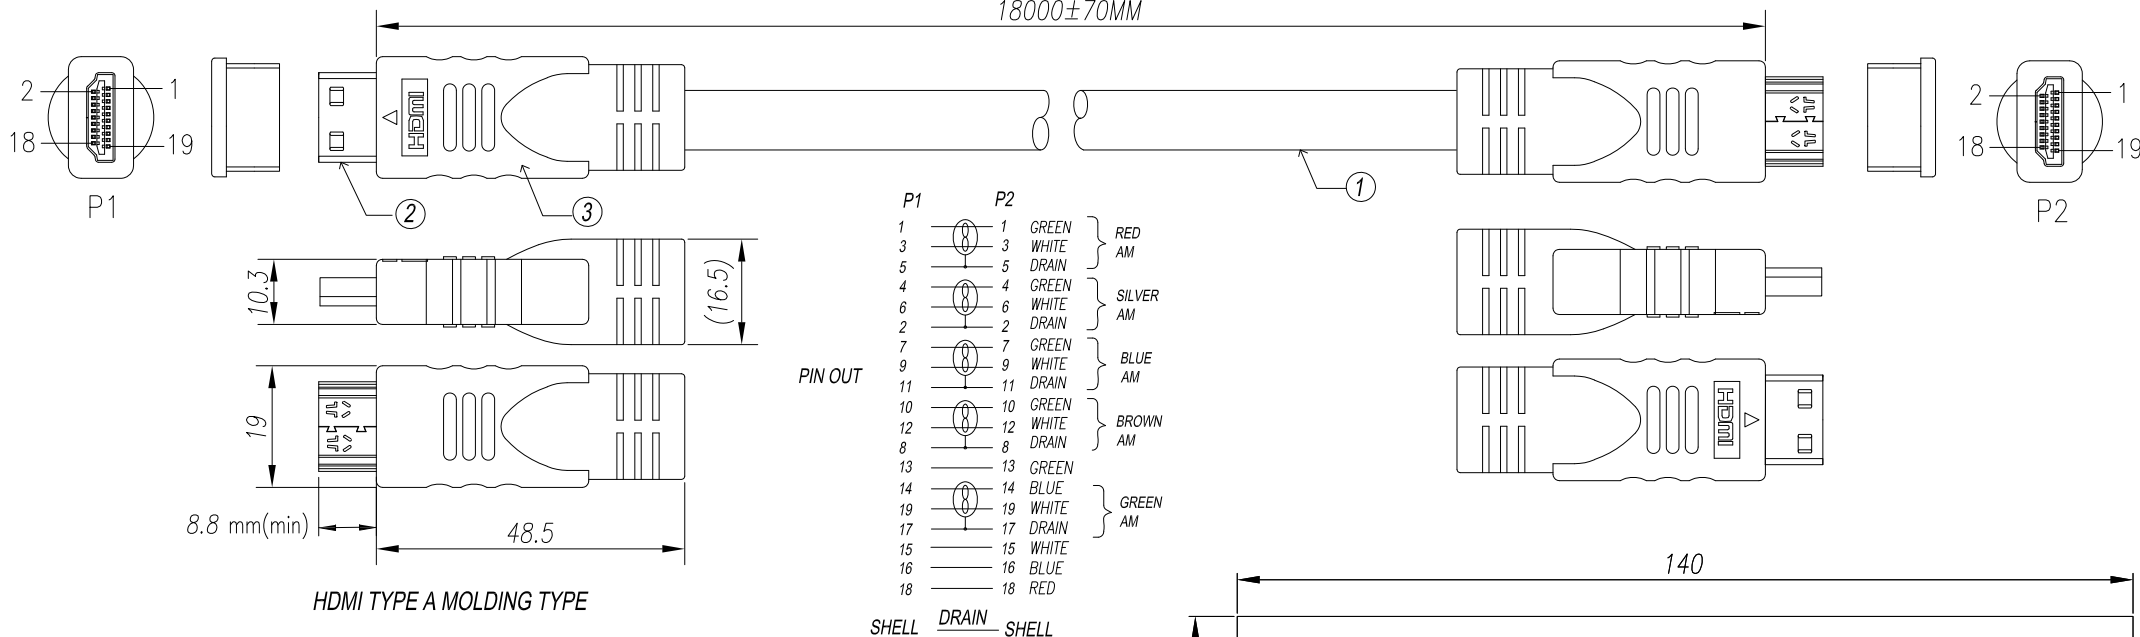 18000±70MM
2
1
18
19
P1
HDMI
2
3
1
HDMI
2
1
18
19
P2
10.3
(16.5)
19
8.8 mm(min)
48.5
HDMI TYPE A MOLDING TYPE
PIN OUT
P1 P2
1 1 GREEN
3 3 WHITE
5 5 DRAIN
RED
AM
4 4 GREEN
6 6 WHITE
2 2 DRAIN
SILVER
AM
7 7 GREEN
9 9 WHITE
11 11 DRAIN
BLUE
AM
10 10 GREEN
12 12 WHITE
8 8 DRAIN
BROWN
AM
13 13 GREEN
14 14 BLUE
19 19 WHITE
17 17 DRAIN
GREEN
AM
15 15 WHITE
16 16 BLUE
18 18 RED
SHELL DRAIN SHELL
140